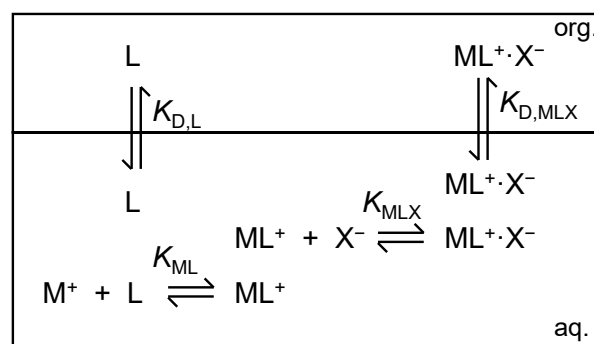 org.
L ML⁺·X⁻
K_D,L K_D,MLX
L ML⁺·X⁻
K_MLX
ML⁺ + X⁻ ⇌ ML⁺·X⁻
K_ML
M⁺ + L ⇌ ML⁺
aq.